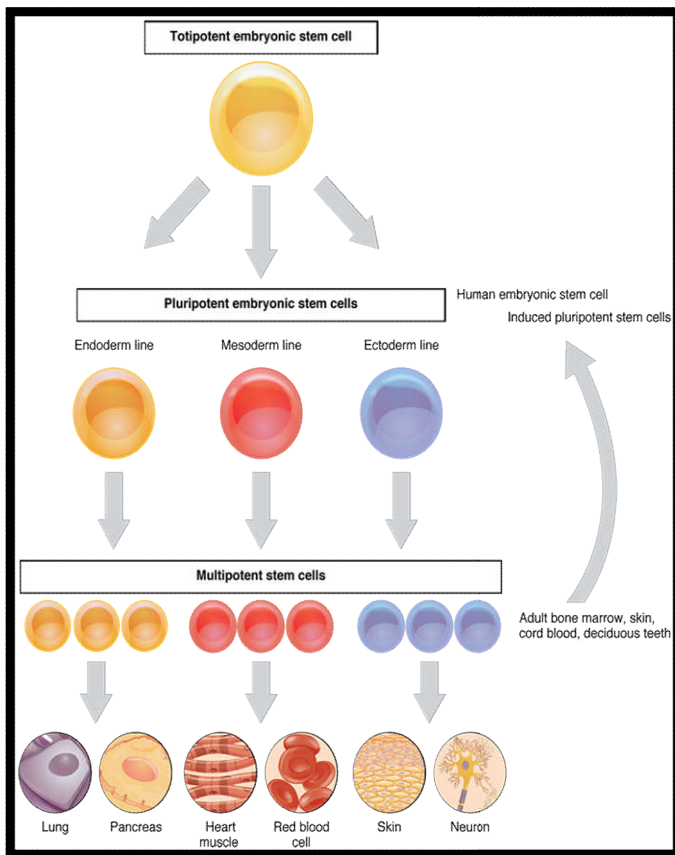 Totipotent embryonic stem cell
Pluripotent embryonic stem cells
Human embryonic stem cell
Induced pluripotent stem cells
Endoderm line
Mesoderm line
Ectoderm line
Multipotent stem cells
Adult bone marrow, skin,
cord blood, deciduous teeth
Lung
Pancreas
Heart
muscle
Red blood
cell
Skin
Neuron